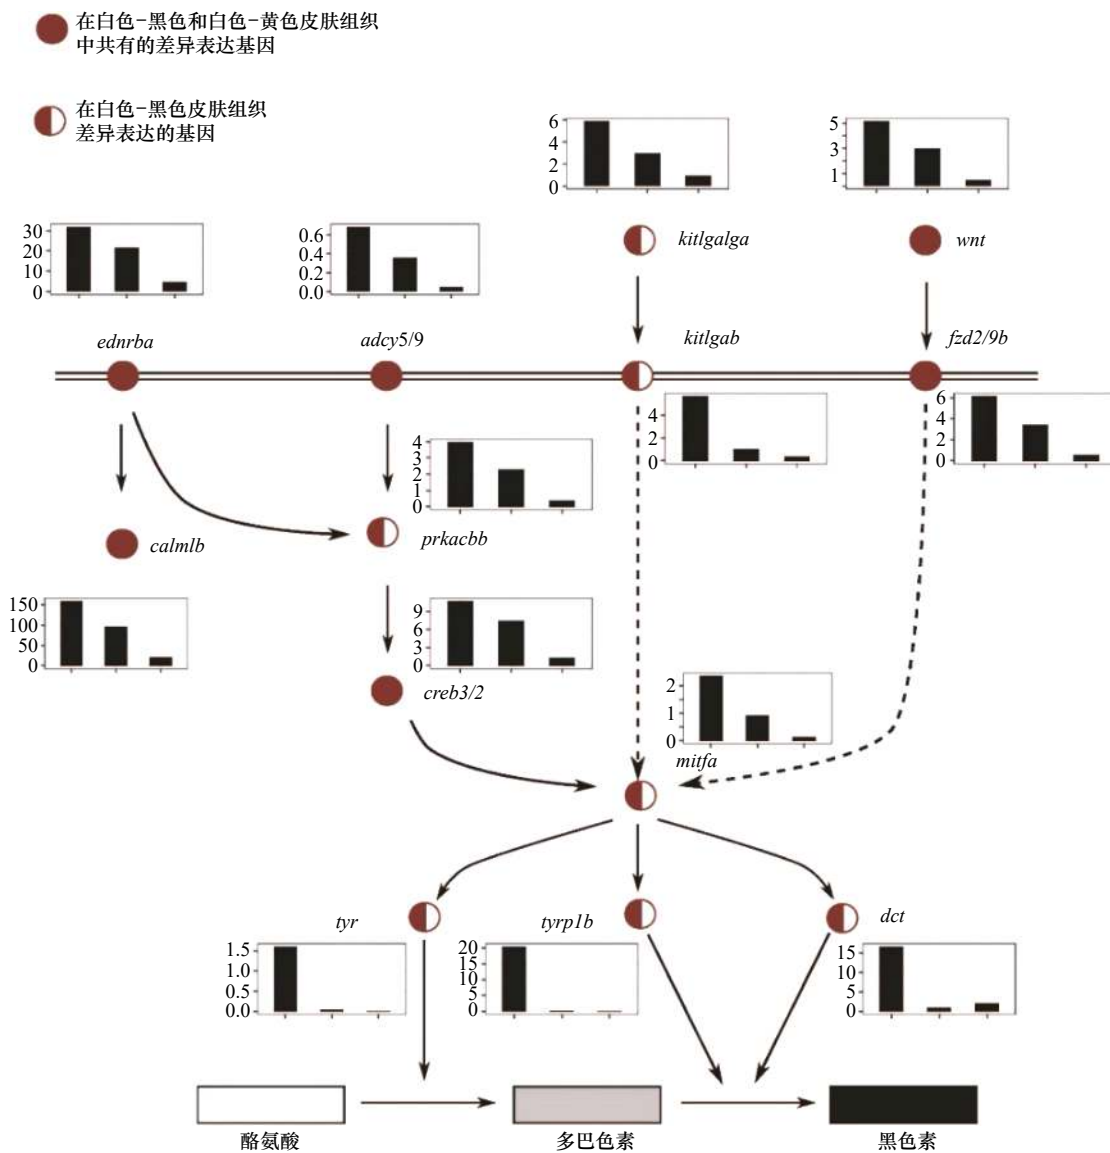 在白色-黑色和白色-黄色皮肤组织
中共有的差异表达基因
在白色-黑色皮肤组织
差异表达的基因
6
4
2
0
5
3
1
kitlgalga
wnt
30
20
10
0
0.6
0.4
0.2
0.0
ednrba
adcy5/9
kitlgab
fzd2/9b
4
2
0
6
4
2
0
4
3
2
1
0
calmlb
prkacbb
150
100
50
0
9
6
3
0
creb3/2
2
1
0
mitfa
tyr
tyrp1b
dct
1.5
1.0
0.5
0.0
20
15
10
5
0
15
10
5
0
酪氨酸
多巴色素
黑色素